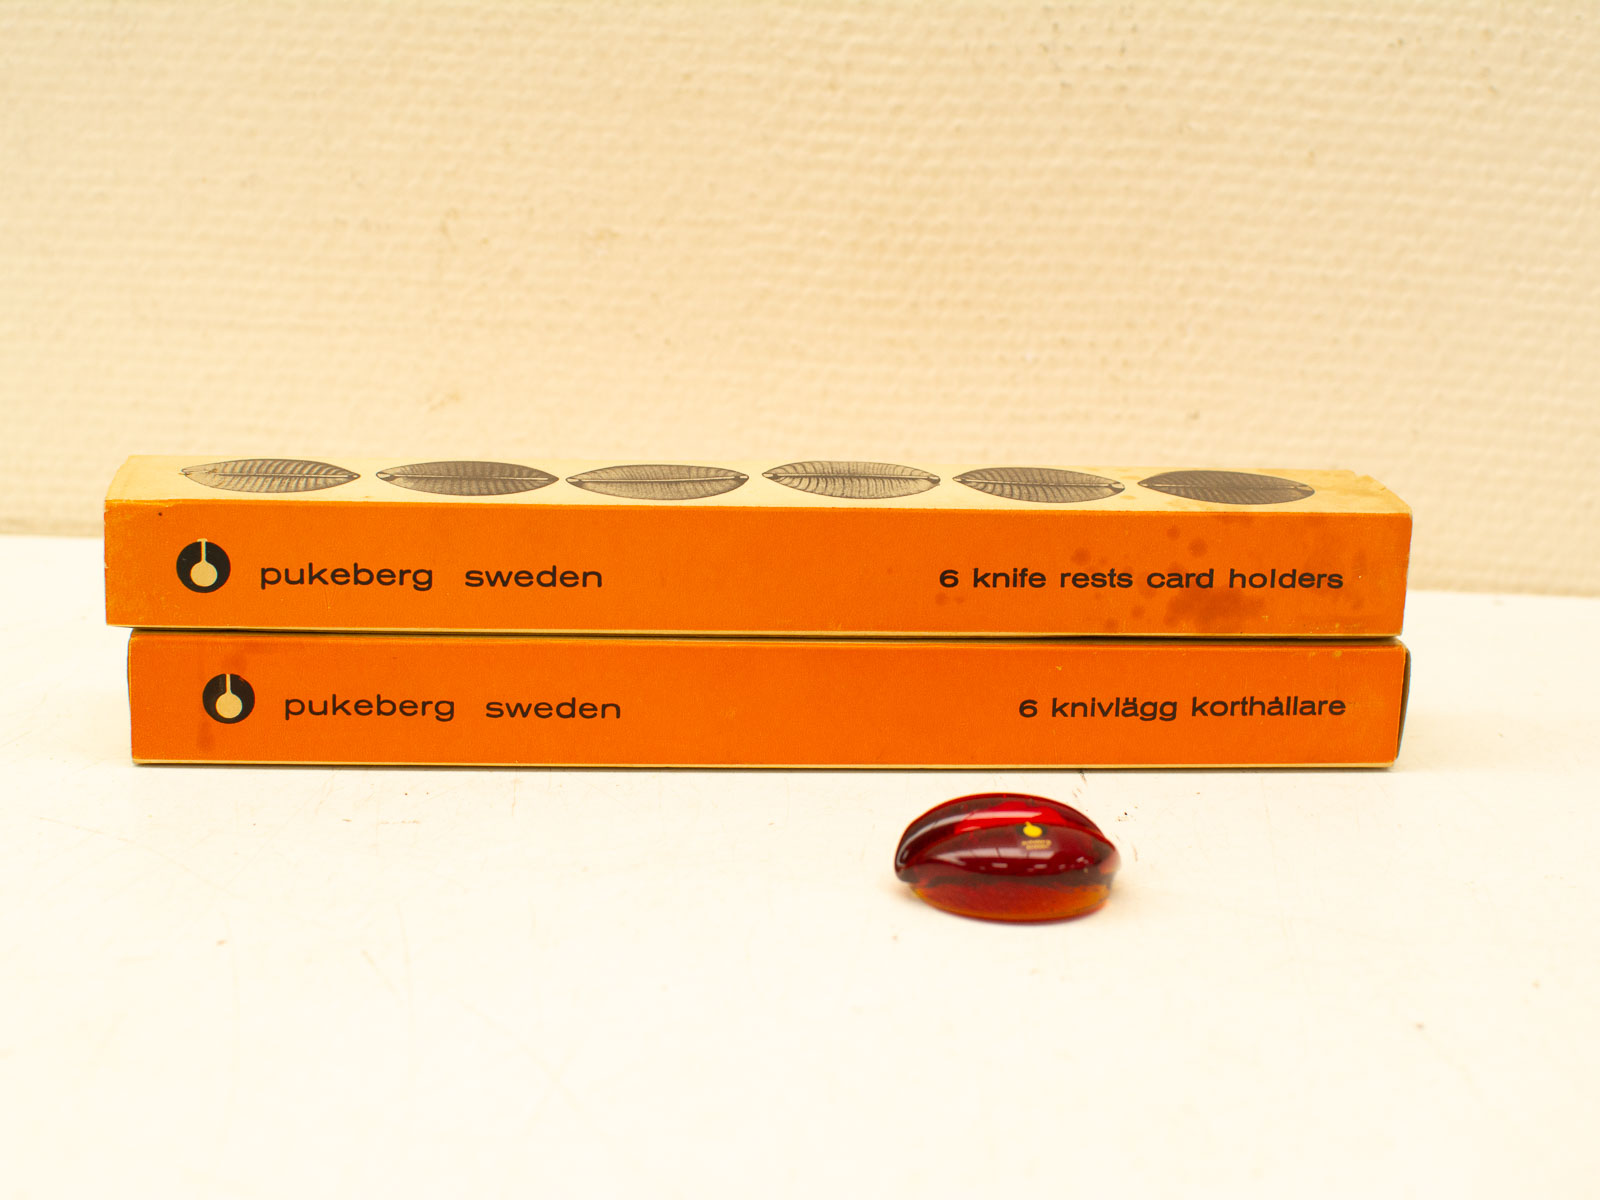 pukeberg sweden
6 knife rests card holders
pukeberg sweden
6 knivlägg korthållare